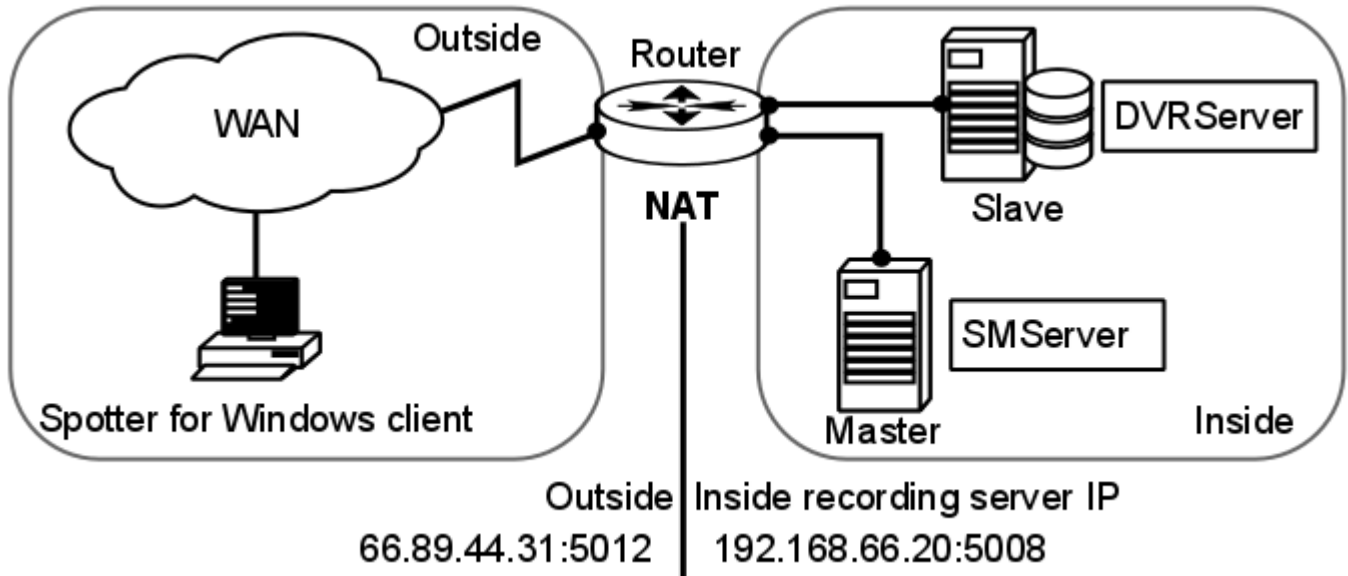 Outside
Router
WAN
DVRServer
NAT
Slave
SMServer
Spotter for Windows client
Master
Inside
Outside Inside recording server IP
66.89.44.31:5012 192.168.66.20:5008